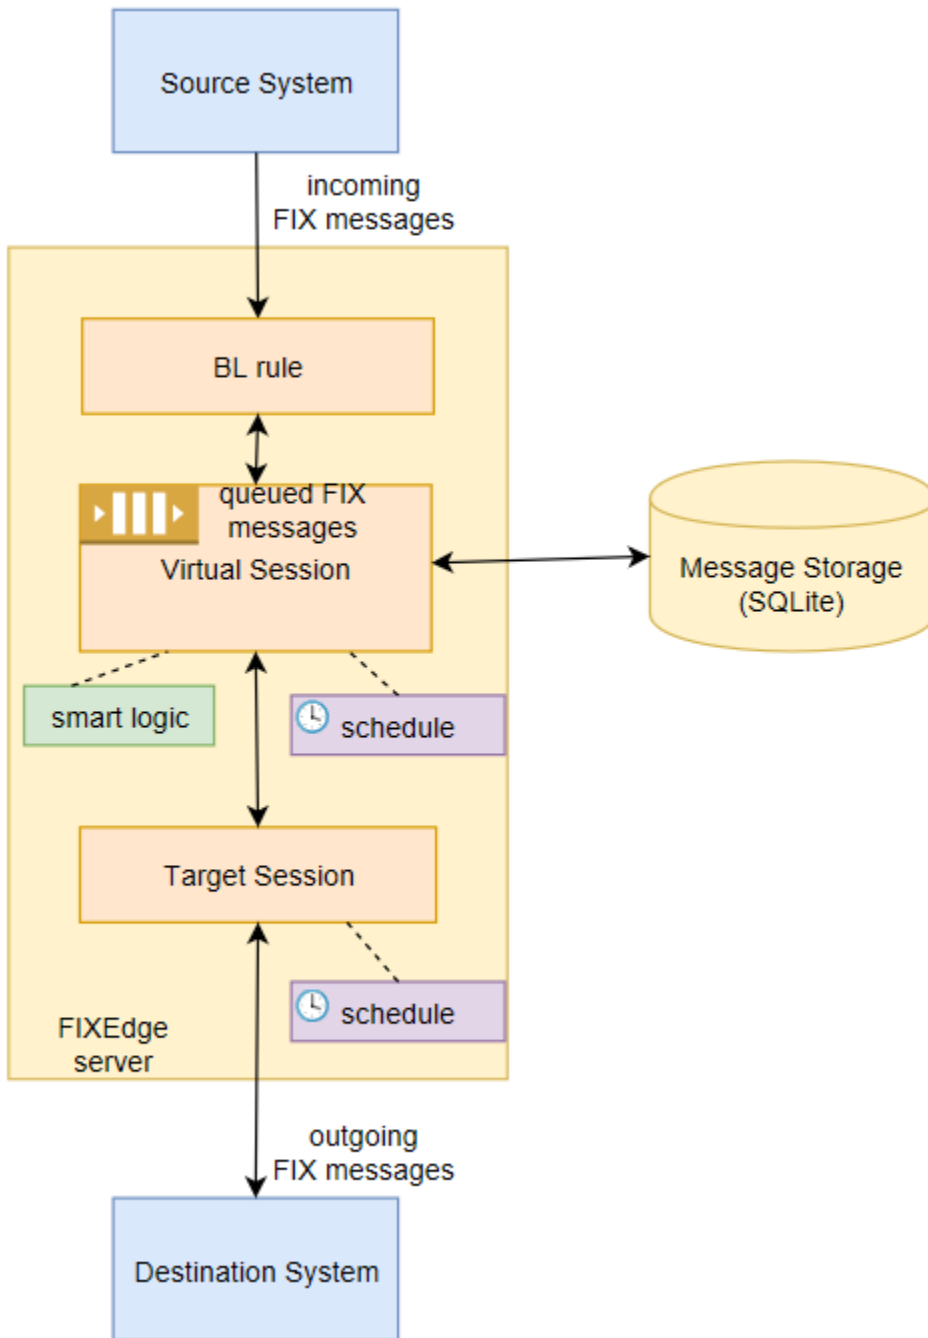 Source System
incoming
FIX messages
BL rule
queued FIX
messages
Virtual Session
Message Storage
(SQLite)
smart logic
schedule
Target Session
schedule
FIXEdge
server
outgoing
FIX messages
Destination System